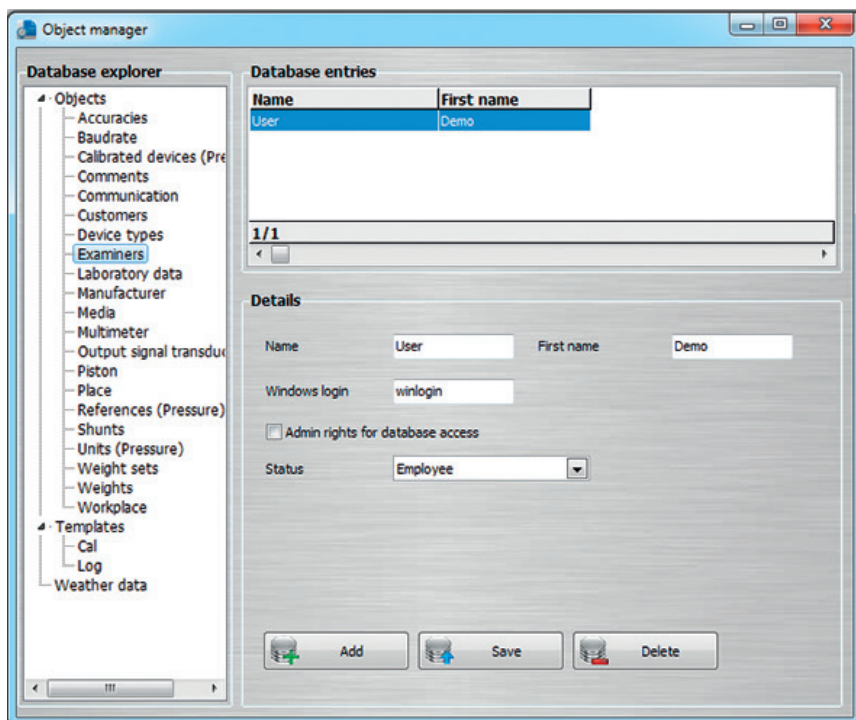 Object manager
Database explorer
Objects
Accuracies
Baudrate
Calibrated devices (Pre
Comments
Communication
Customers
Device types
Examiners
Laboratory data
Manufacturer
Media
Multimeter
Output signal transduc
Piston
Place
References (Pressure)
Shunts
Units (Pressure)
Weight sets
Weights
Workplace
Templates
Cal
Log
Weather data
Database entries
Name First name
User Demo
1/1
Details
Name User First name Demo
Windows login winlogin
Admin rights for database access
Status Employee
Add Save Delete